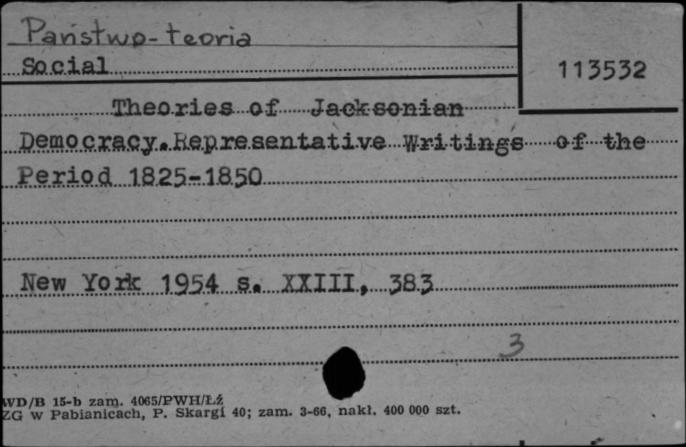 Państwo-teoria
Social
113532
Theories of Jacksonian
Democracy.Representative Writings of the
Period 1825-1850
New York 1954 s. XXIII, 383
3
WD/B 15-b zam. 4065/PWH/Łź
ZG w Pabianicach, P. Skargi 40; zam. 3-66, nakł. 400 000 szt.